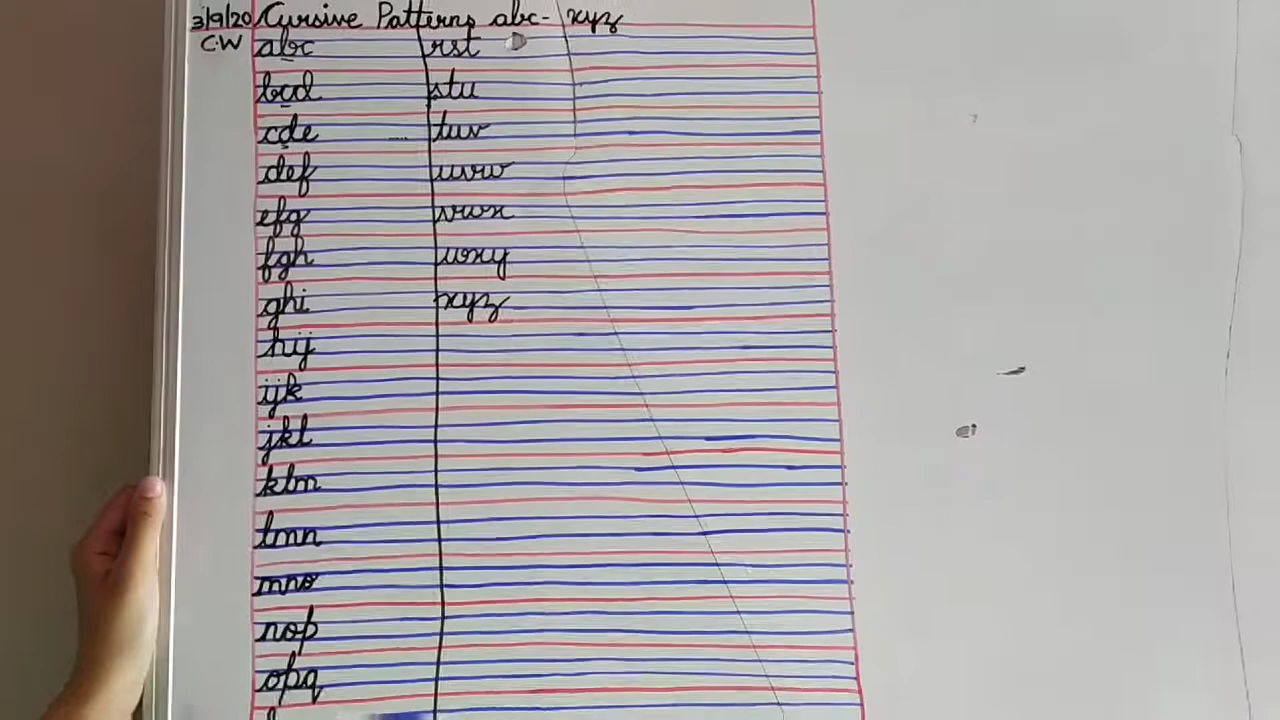 3/9/20 Cursive Patterns abc- xyz
C.W abc rst
bcd stu
cde tuv
def uvw
efg vwx
fgh wxy
ghi xyz
hij
ijk
jkl
klm
lmn
mno
nop
opq